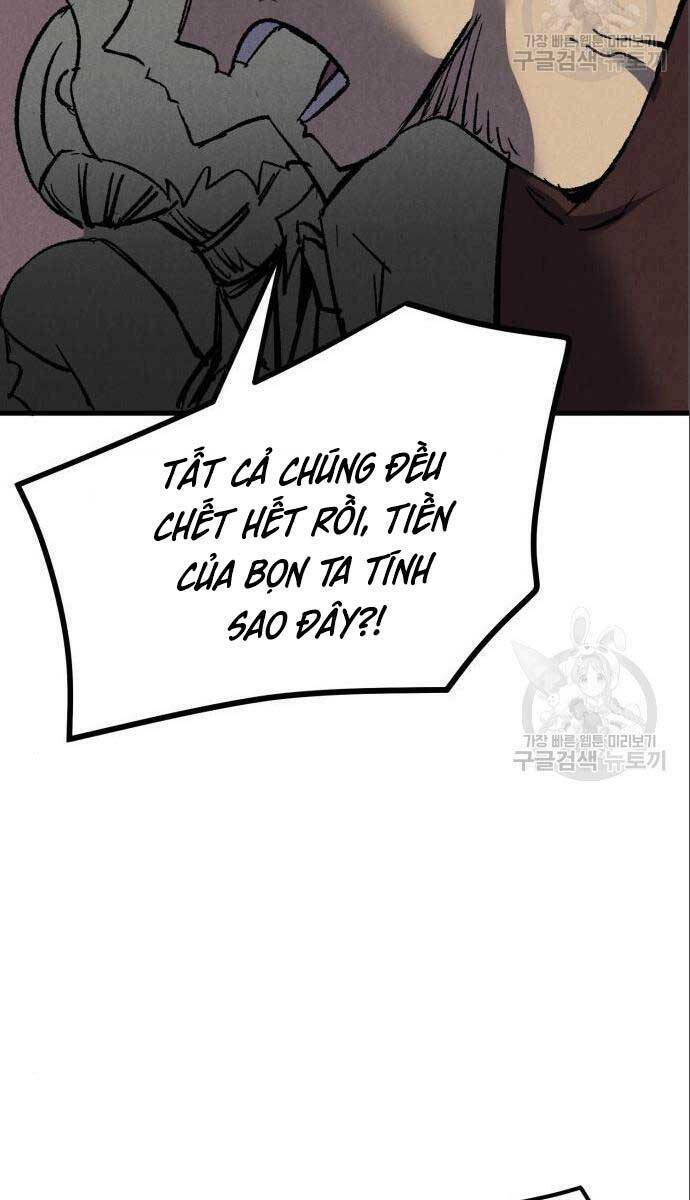 가장 빠른 웹툰 미리보기
구글검색 뉴토끼
TẤT CẢ CHÚNG ĐỀU
CHẾT HẾT RỒI, TIỀN
CỦA BỌN TA TÍNH
SAO ĐÂY?!
가장 빠른 웹툰 미리보기
구글검색 뉴토끼